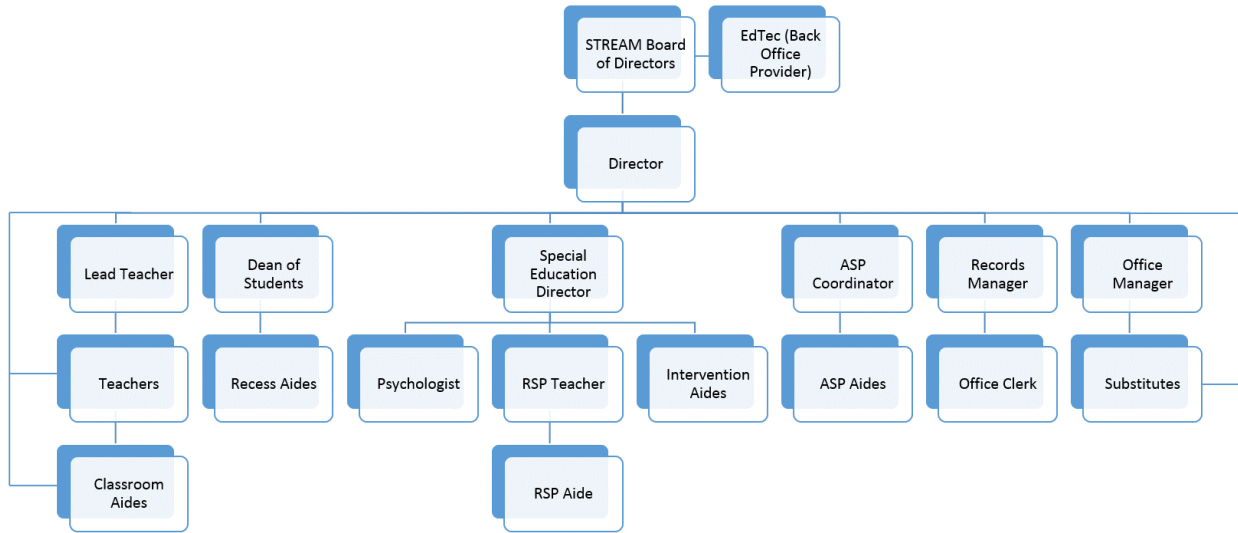 STREAM Board
of Directors
EdTec (Back
Office
Provider)
Director
Lead Teacher
Dean of
Students
Special
Education
Director
ASP
Coordinator
Records
Manager
Office
Manager
Teachers
Recess Aides
Psychologist
RSP Teacher
Intervention
Aides
ASP Aides
Office Clerk
Substitutes
Classroom
Aides
RSP Aide